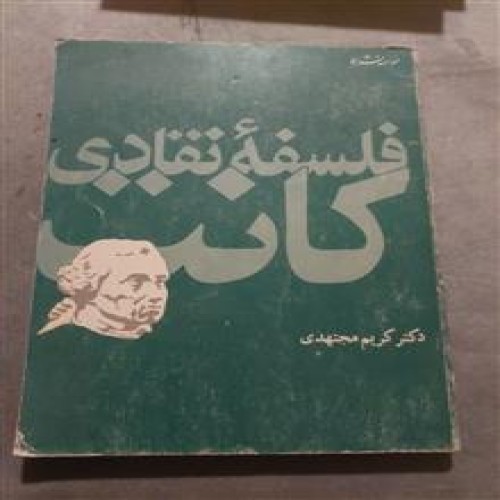 فلسفهٔ نقادی
کانت
دکتر کریم مجتهدی